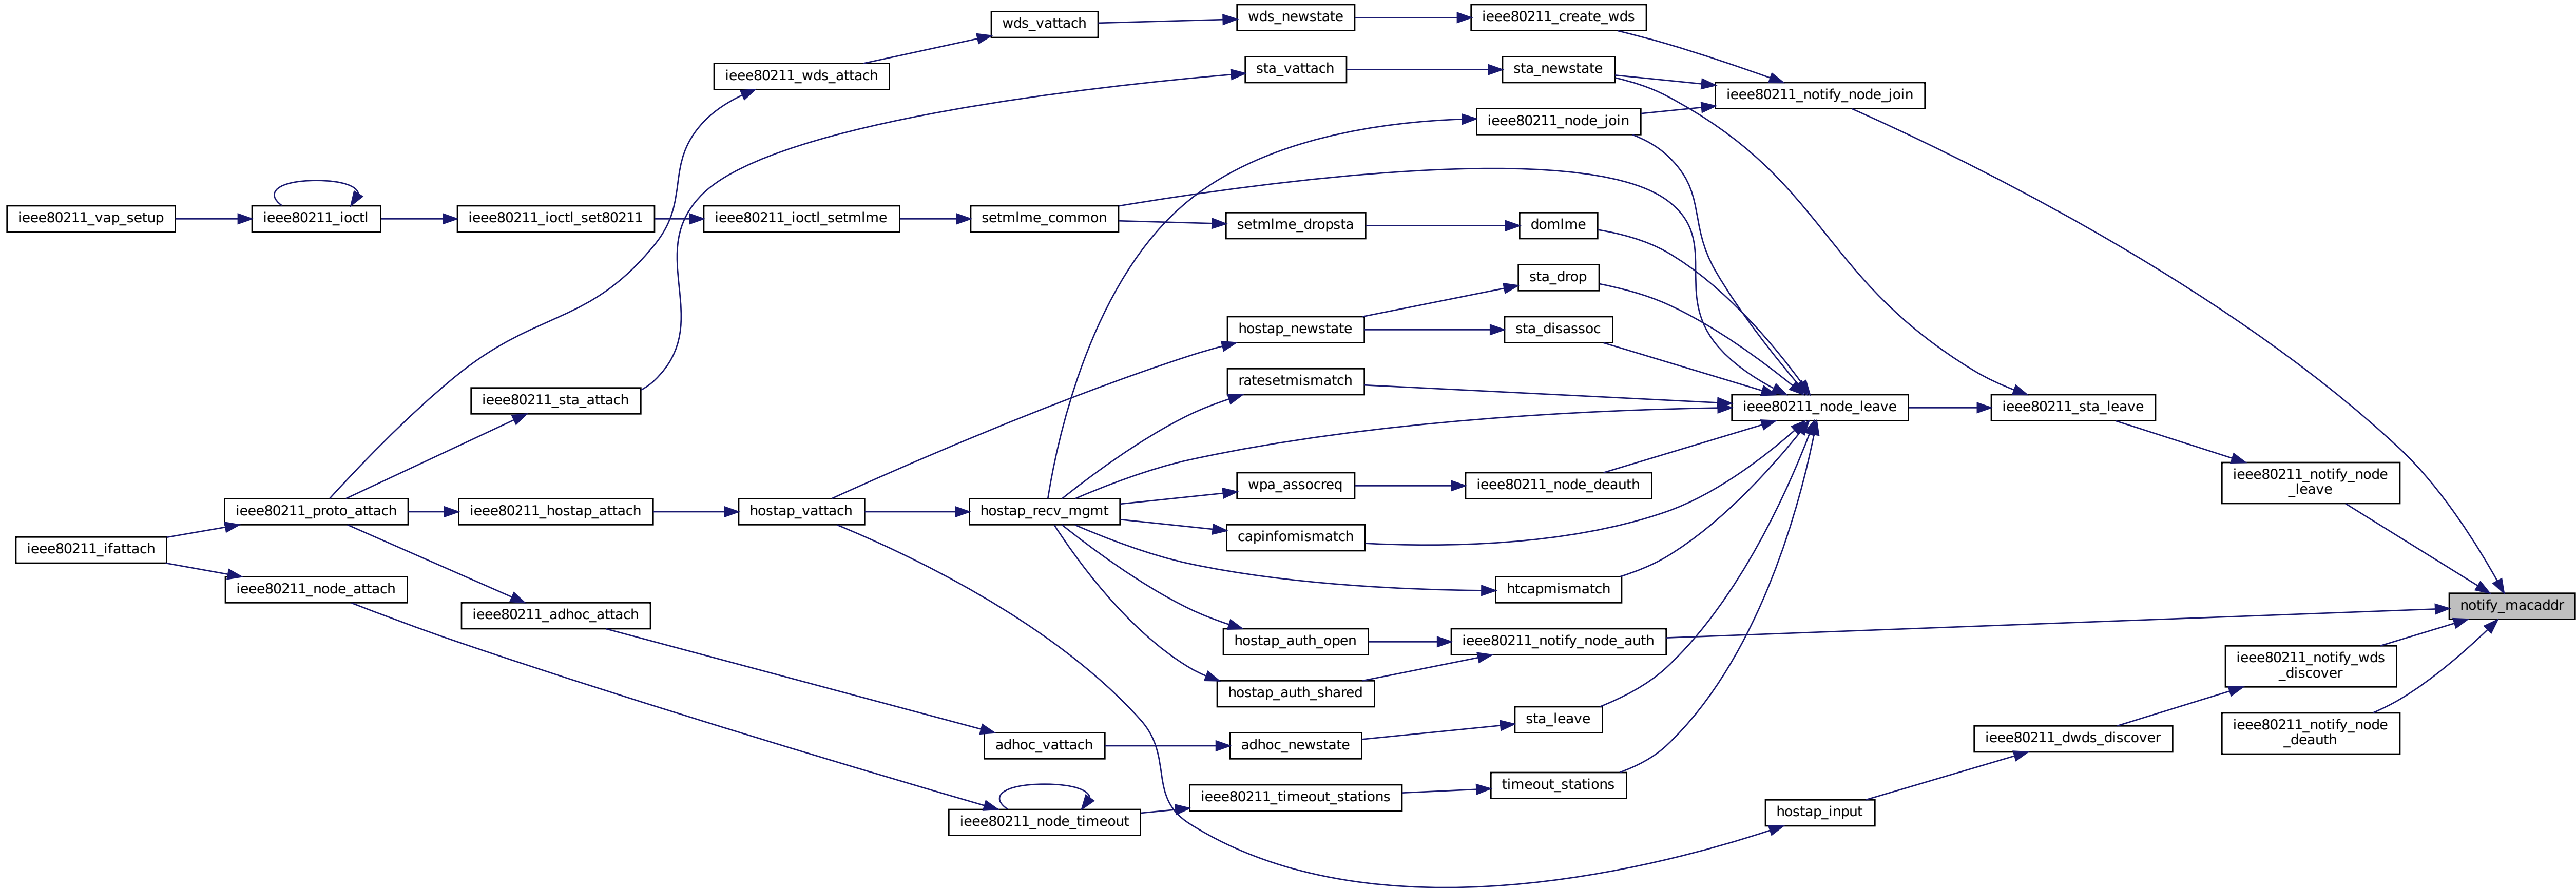 wds_vattach
wds_newstate
ieee80211_create_wds
ieee80211_wds_attach
sta_vattach
sta_newstate
ieee80211_notify_node_join
ieee80211_node_join
ieee80211_vap_setup
ieee80211_ioctl
ieee80211_ioctl_set80211
ieee80211_ioctl_setmlme
setmlme_common
setmlme_dropsta
domlme
sta_drop
hostap_newstate
sta_disassoc
ratesetmismatch
ieee80211_sta_attach
ieee80211_node_leave
ieee80211_sta_leave
ieee80211_notify_node
_leave
wpa_assocreq
ieee80211_node_deauth
ieee80211_proto_attach
ieee80211_hostap_attach
hostap_vattach
hostap_recv_mgmt
capinfomismatch
ieee80211_ifattach
ieee80211_node_attach
htcapmismatch
notify_macaddr
ieee80211_adhoc_attach
hostap_auth_open
ieee80211_notify_node_auth
ieee80211_notify_wds
_discover
hostap_auth_shared
sta_leave
ieee80211_notify_node
_deauth
adhoc_vattach
adhoc_newstate
ieee80211_dwds_discover
timeout_stations
ieee80211_timeout_stations
hostap_input
ieee80211_node_timeout